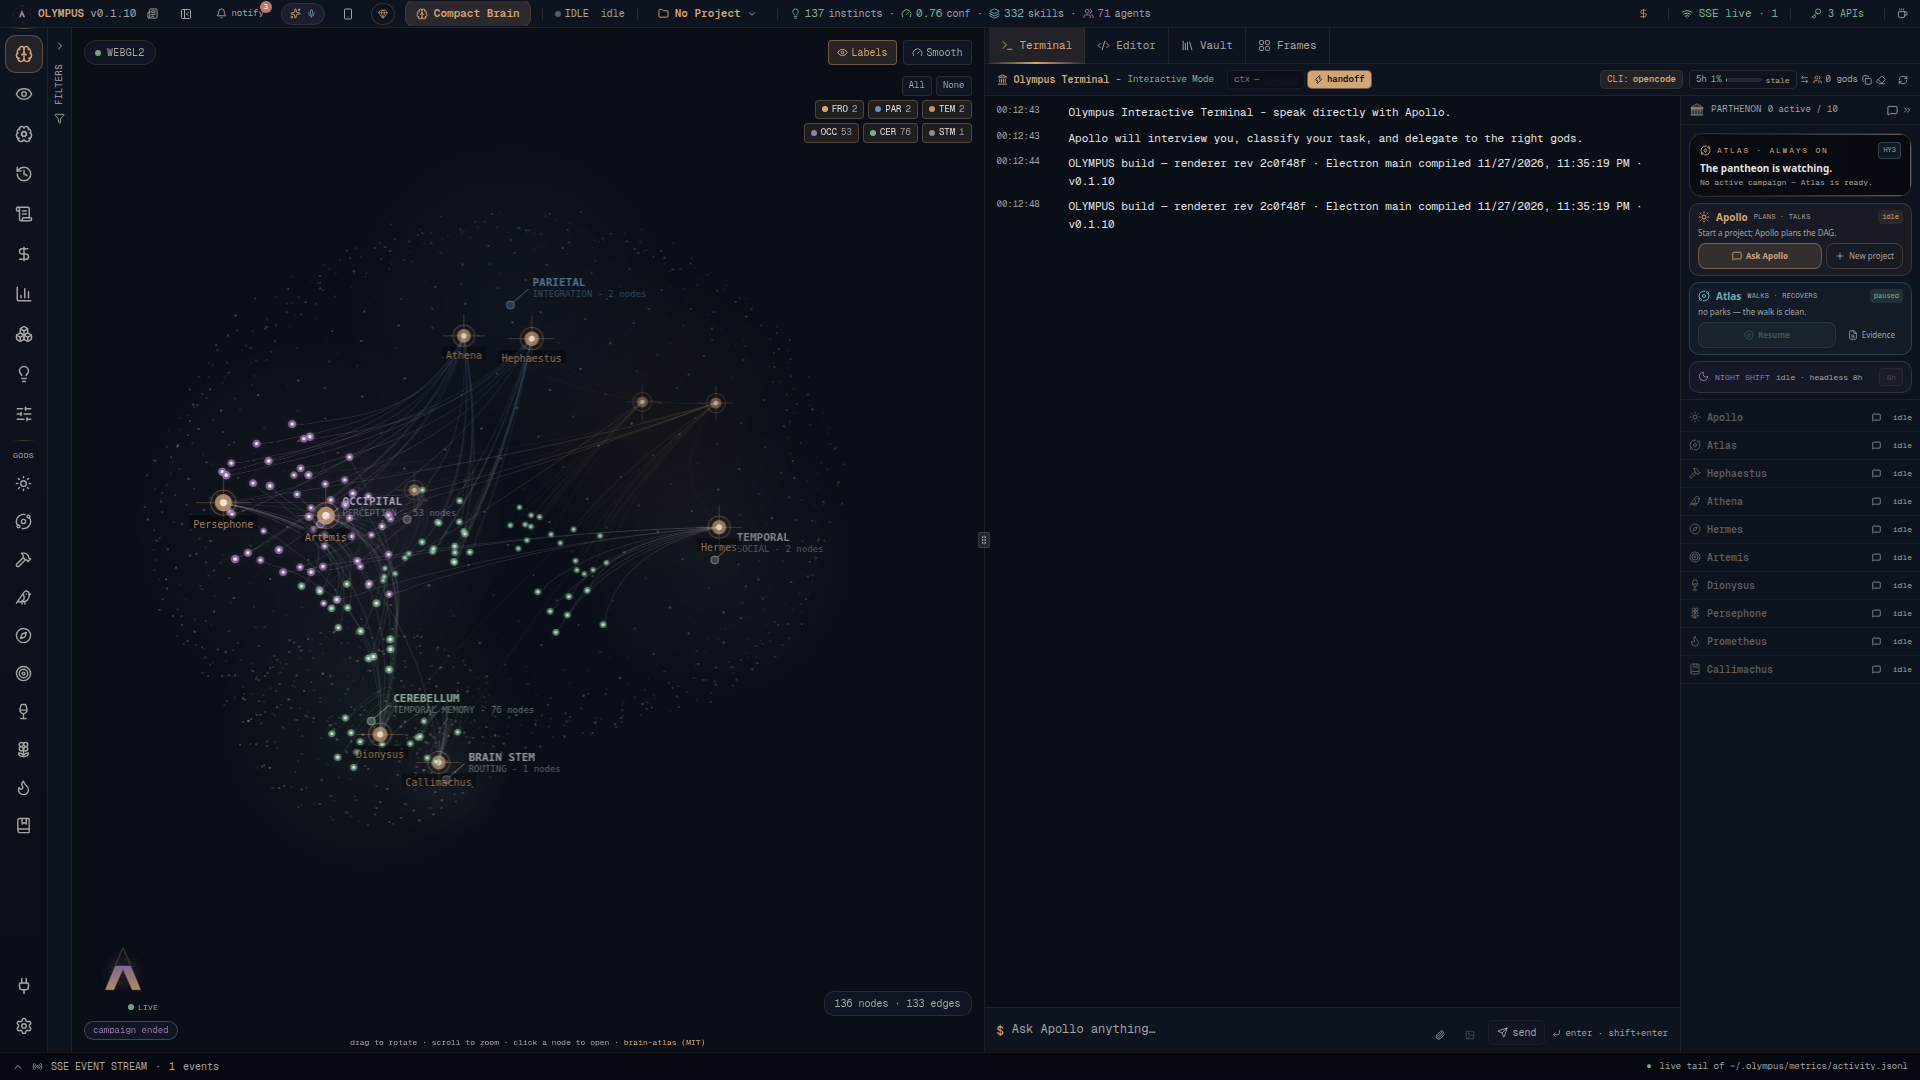 OLYMPUS v0.1.10
notify 3
Compact Brain
IDLE idle
No Project
137 instincts · 0.76 conf · 332 skills · 71 agents
SSE live · 1
3 APIs
FILTERS
GODS
WEBGL2
Labels
Smooth
All
None
FRO 2
PAR 2
TEM 2
OCC 53
CER 76
STM 1
PARIETAL
INTEGRATION - 2 nodes
Athena
Hephaestus
Persephone
OCCIPITAL
PERCEPTION - 53 nodes
Artemis
TEMPORAL
SOCIAL - 2 nodes
Hermes
CEREBELLUM
TEMPORAL MEMORY - 76 nodes
Dionysus
BRAIN STEM
ROUTING - 1 nodes
Callimachus
LIVE
campaign ended
136 nodes · 133 edges
drag to rotate · scroll to zoom · click a node to open · brain-atlas (MIT)
Terminal
Editor
Vault
Frames
Olympus Terminal – Interactive Mode
ctx —
handoff
CLI: opencode
5h 1% stale
0 gods
00:12:43 Olympus Interactive Terminal - speak directly with Apollo.
00:12:43 Apollo will interview you, classify your task, and delegate to the right gods.
00:12:44 OLYMPUS build — renderer rev 2c0f48f · Electron main compiled 11/27/2026, 11:35:19 PM ·
v0.1.10
00:12:48 OLYMPUS build — renderer rev 2c0f48f · Electron main compiled 11/27/2026, 11:35:19 PM ·
v0.1.10
$ Ask Apollo anything…
send
enter · shift+enter
PARTHENON 0 active / 10
ATLAS · ALWAYS ON
HY3
The pantheon is watching.
No active campaign — Atlas is ready.
Apollo PLANS · TALKS idle
Start a project; Apollo plans the DAG.
Ask Apollo
New project
Atlas WALKS · RECOVERS paused
no parks — the walk is clean.
Resume
Evidence
NIGHT SHIFT idle · headless 8h
8h
Apollo idle
Atlas idle
Hephaestus idle
Athena idle
Hermes idle
Artemis idle
Dionysus idle
Persephone idle
Prometheus idle
Callimachus idle
SSE EVENT STREAM · 1 events
live tail of ~/.olympus/metrics/activity.jsonl